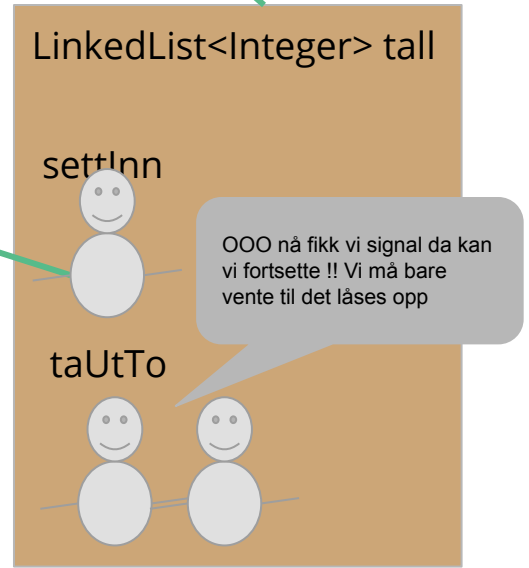 LinkedList<Integer> tall
settInn
OOO nå fikk vi signal da kan
vi fortsette !! Vi må bare
vente til det låses opp
taUtTo